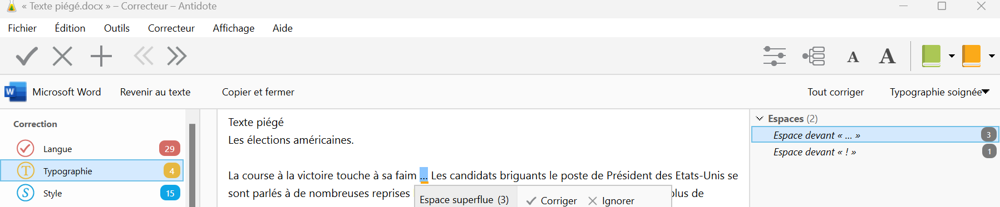 « Texte piégé.docx » – Correcteur – Antidote
Fichier Édition Outils Correcteur Affichage Aide
A A
W Microsoft Word Revenir au texte Copier et fermer Tout corriger Typographie soignée
Correction
Langue 29
T Typographie 4
S Style 15
Texte piégé
Les élections américaines.
La course à la victoire touche à sa faim ... Les candidats briguants le poste de Président des Etats-Unis se
sont parlés à de nombreuses reprises plus de
Espace superflue (3) Corriger Ignorer
Espaces (2)
Espace devant « ... » 3
Espace devant « ! » 1